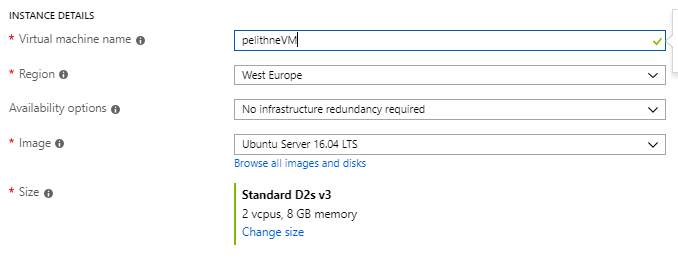 INSTANCE DETAILS
* Virtual machine name pelithneVM
* Region West Europe
Availability options No infrastructure redundancy required
* Image Ubuntu Server 16.04 LTS
Browse all images and disks
* Size Standard D2s v3
2 vcpus, 8 GB memory
Change size